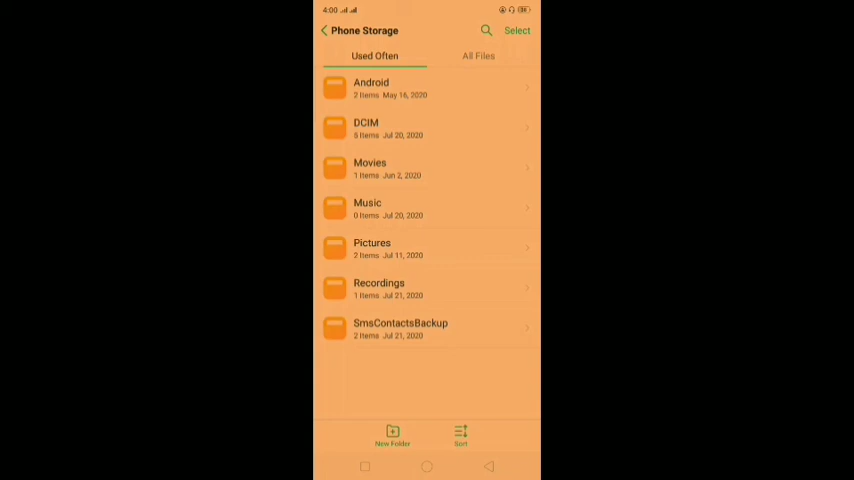 4:00
Phone Storage
Select
Used Often
All Files
Android
2 Items May 16, 2020
DCIM
5 Items Jul 20, 2020
Movies
1 Items Jun 2, 2020
Music
0 Items Jul 20, 2020
Pictures
2 Items Jul 11, 2020
Recordings
1 Items Jul 21, 2020
SmsContactsBackup
2 Items Jul 21, 2020
New Folder
Sort